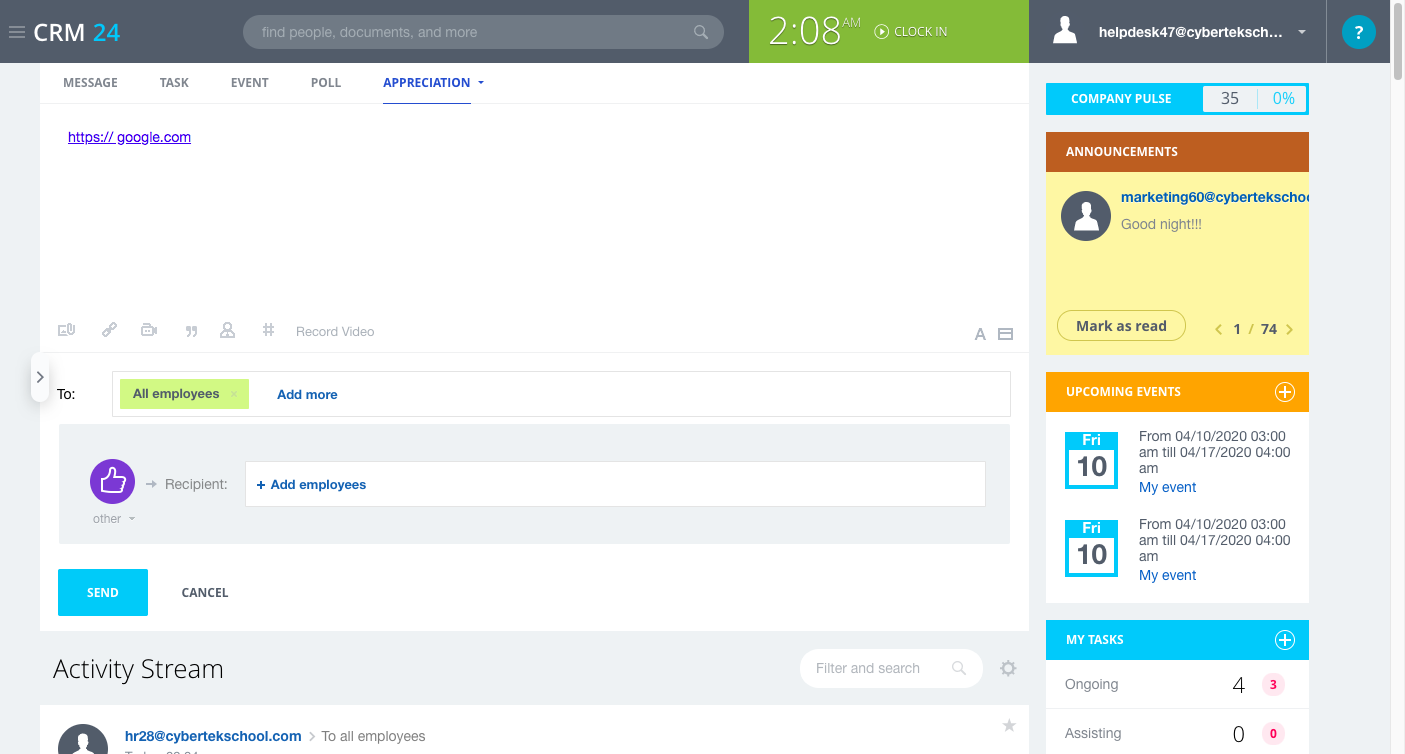 CRM 24
find people, documents, and more
2:08 AM
CLOCK IN
helpdesk47@cyberteksch...
?
MESSAGE TASK EVENT POLL APPRECIATION
https:// google.com
Record Video
A
To: All employees × Add more
Recipient: + Add employees
other
SEND CANCEL
Activity Stream
Filter and search
hr28@cybertekschool.com > To all employees
COMPANY PULSE 35 0%
ANNOUNCEMENTS
marketing60@cybertekschoo
Good night!!!
Mark as read
1 / 74
UPCOMING EVENTS
Fri
10
From 04/10/2020 03:00
am till 04/17/2020 04:00
am
My event
Fri
10
From 04/10/2020 03:00
am till 04/17/2020 04:00
am
My event
MY TASKS
Ongoing 4 3
Assisting 0 0